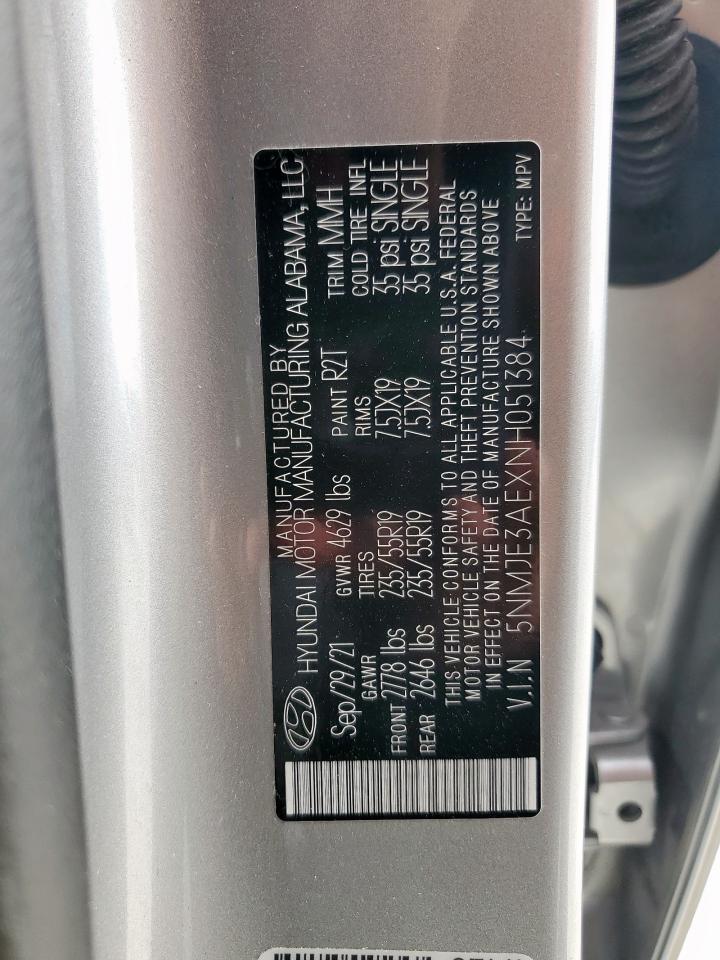 MANUFACTURED BY
HYUNDAI MOTOR MANUFACTURING ALABAMA, LLC
Sep/29/21 GVWR 4629 lbs PAINT R2T TRIM MMH
GAWR TIRES RIMS COLD TIRE INFL
FRONT 2778 lbs 235/55R19 7.5JX19 35 psi SINGLE
REAR 2646 lbs 235/55R19 7.5JX19 35 psi SINGLE
THIS VEHICLE CONFORMS TO ALL APPLICABLE U.S.A. FEDERAL
MOTOR VEHICLE SAFETY AND THEFT PREVENTION STANDARDS
IN EFFECT ON THE DATE OF MANUFACTURE SHOWN ABOVE
V.I.N 5NMJE3AEXNH051384 TYPE: MPV